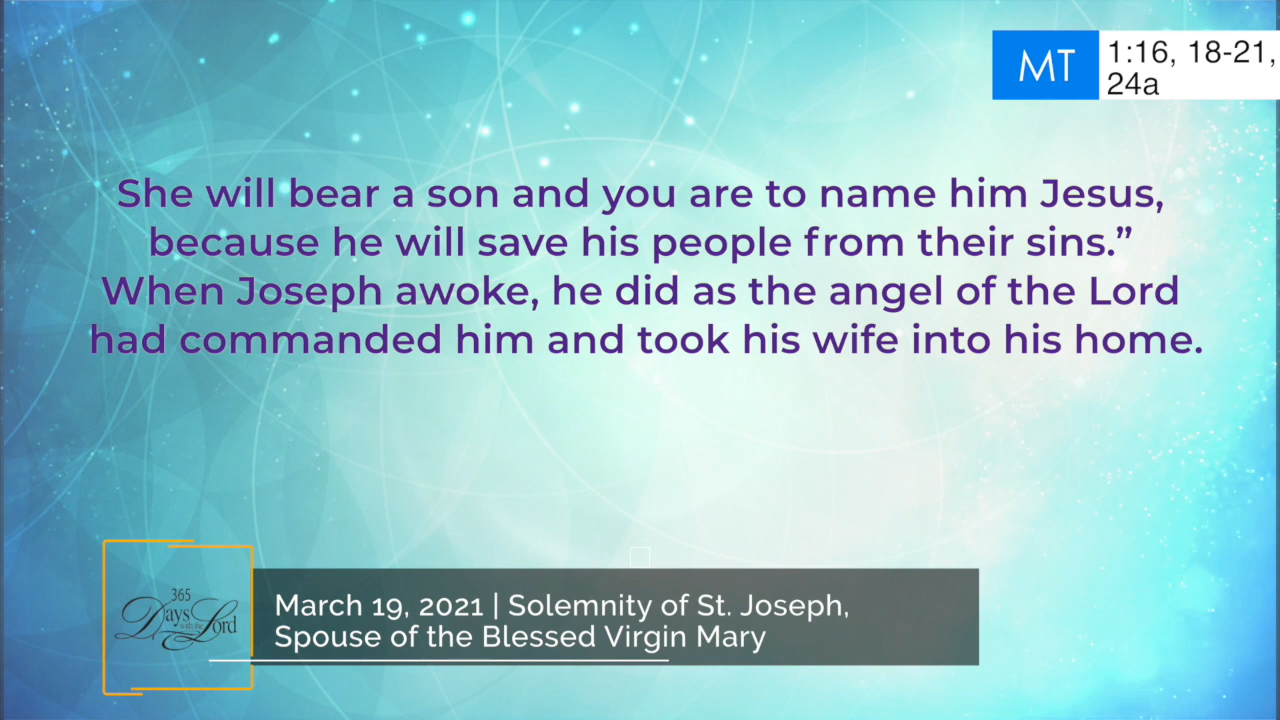 MT
1:16, 18-21,
24a
She will bear a son and you are to name him Jesus,
because he will save his people from their sins.”
When Joseph awoke, he did as the angel of the Lord
had commanded him and took his wife into his home.
365
Days with the Lord
March 19, 2021 | Solemnity of St. Joseph,
Spouse of the Blessed Virgin Mary